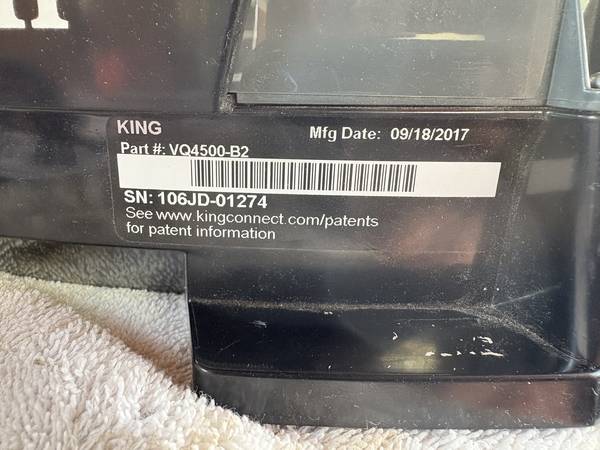 KING
Mfg Date: 09/18/2017
Part #: VQ4500-B2
SN: 106JD-01274
See www.kingconnect.com/patents
for patent information